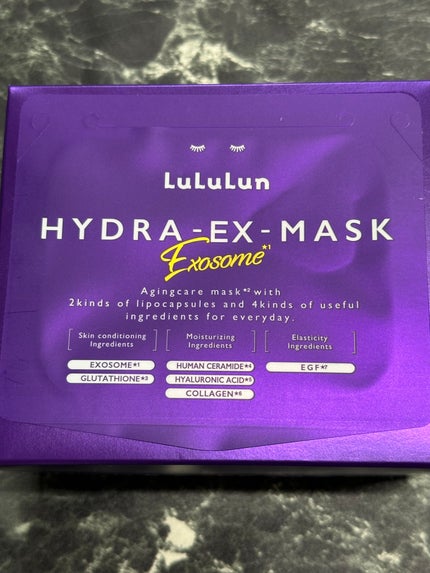 LuLuLun
HYDRA-EX-MASK
Exosome*1
Agingcare mask*2 with
2kinds of lipocapsules and 4kinds of useful
ingredients for everyday.
Skin conditioning
Ingredients
EXOSOME*1
GLUTATHIONE*3
Moisturizing
Ingredients
HUMAN CERAMIDE*4
HYALURONIC ACID*5
COLLAGEN*6
Elasticity
Ingredients
EGF*7